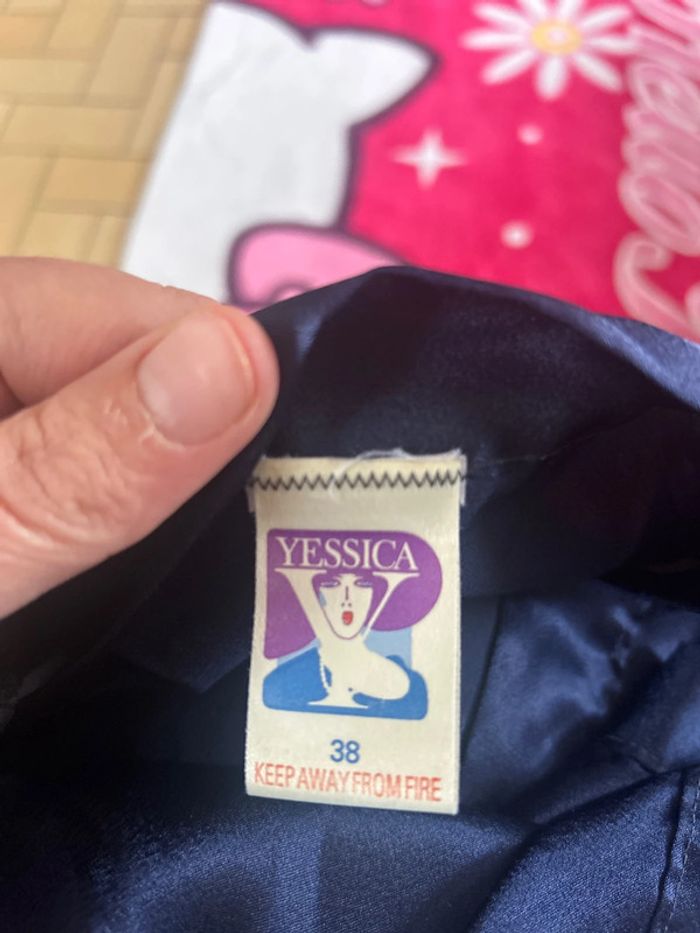 YESSICA
38
KEEP AWAY FROM FIRE